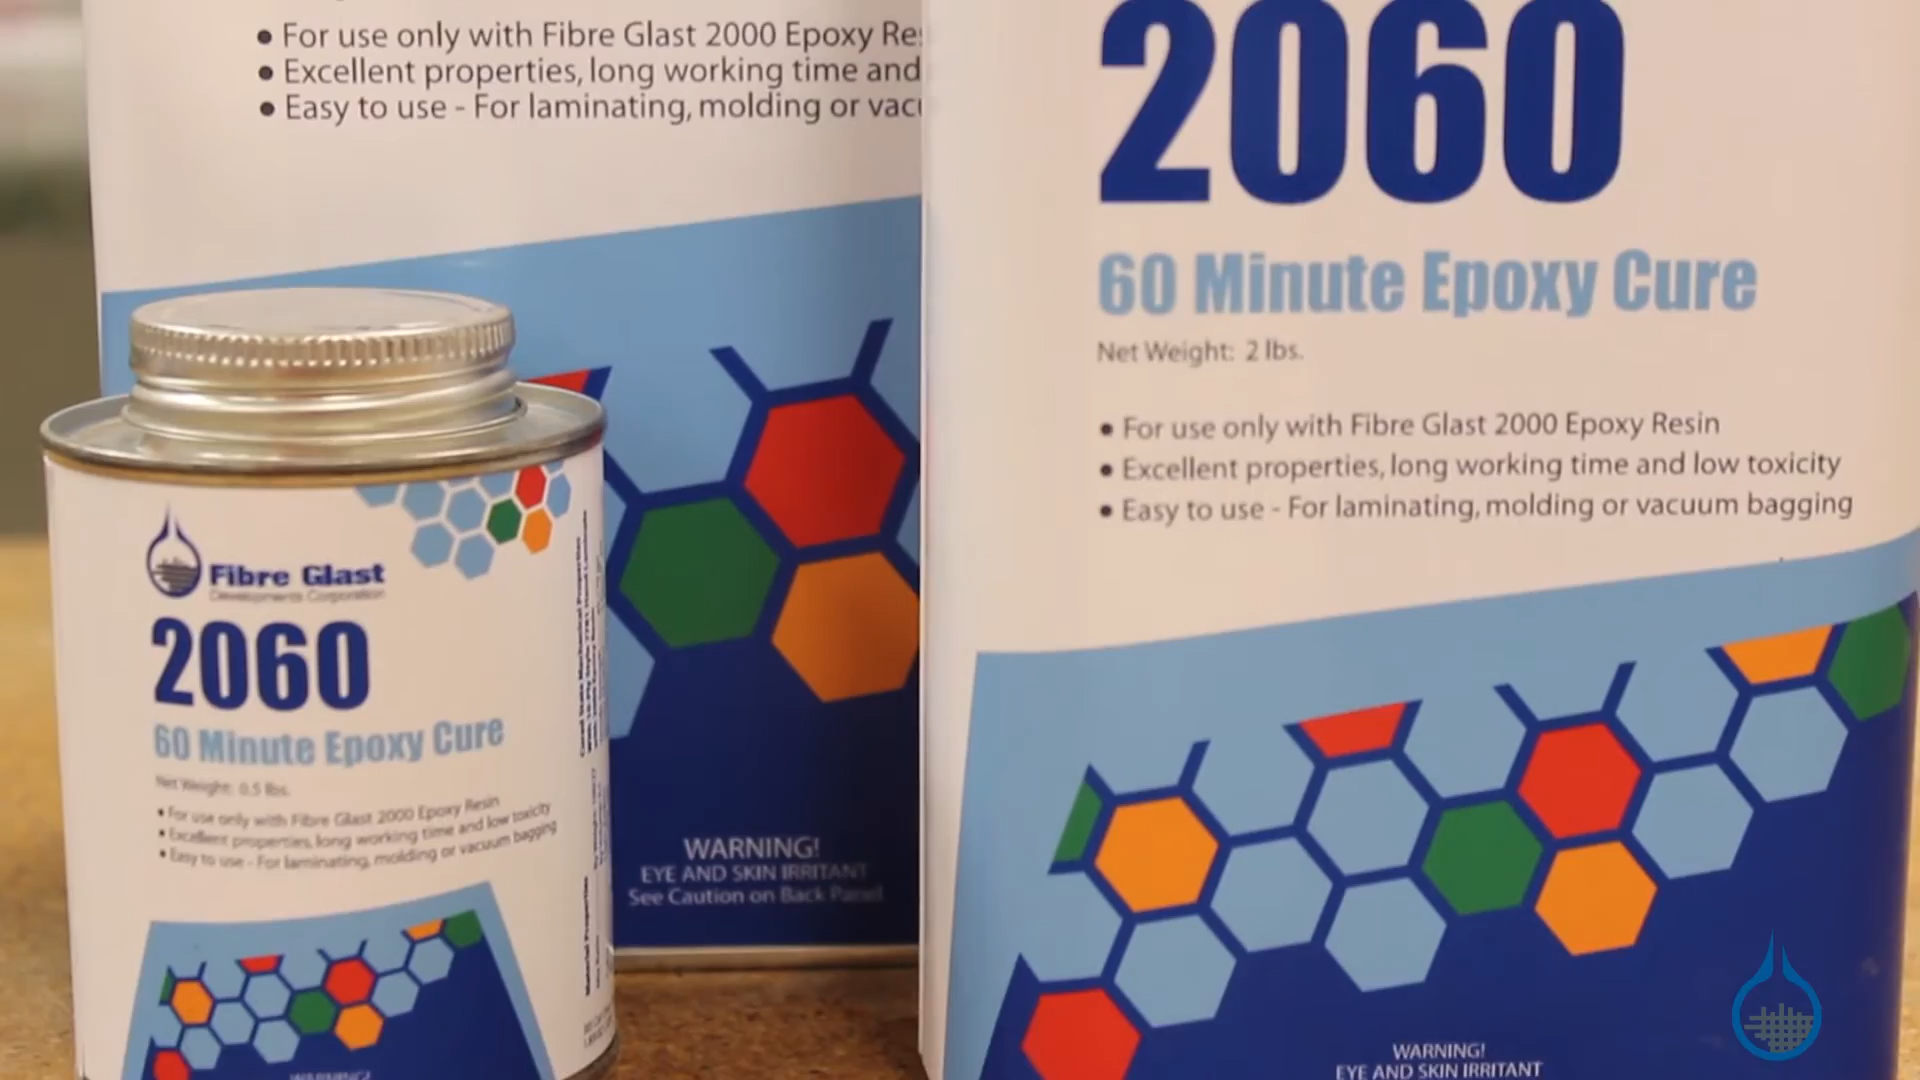 For use only with Fibre Glast 2000 Epoxy
Excellent properties, long working time and
Easy to use - For laminating, molding or
WARNING!
EYE AND SKIN IRRITANT
See Caution on Back Panel
2060
60 Minute Epoxy Cure
Net Weight: 2 lbs.
For use only with Fibre Glast 2000 Epoxy Resin
Excellent properties, long working time and low toxicity
Easy to use - For laminating, molding or vacuum bagging
WARNING!
EYE AND SKIN IRRITANT
Fibre Glast
Developments Corporation
2060
60 Minute Epoxy Cure
Net Weight: 0.5 lbs.
For use only with Fibre Glast 2000 Epoxy Resin
Excellent properties, long working time and low toxicity
Easy to use - For laminating, molding or vacuum bagging
Material Properties